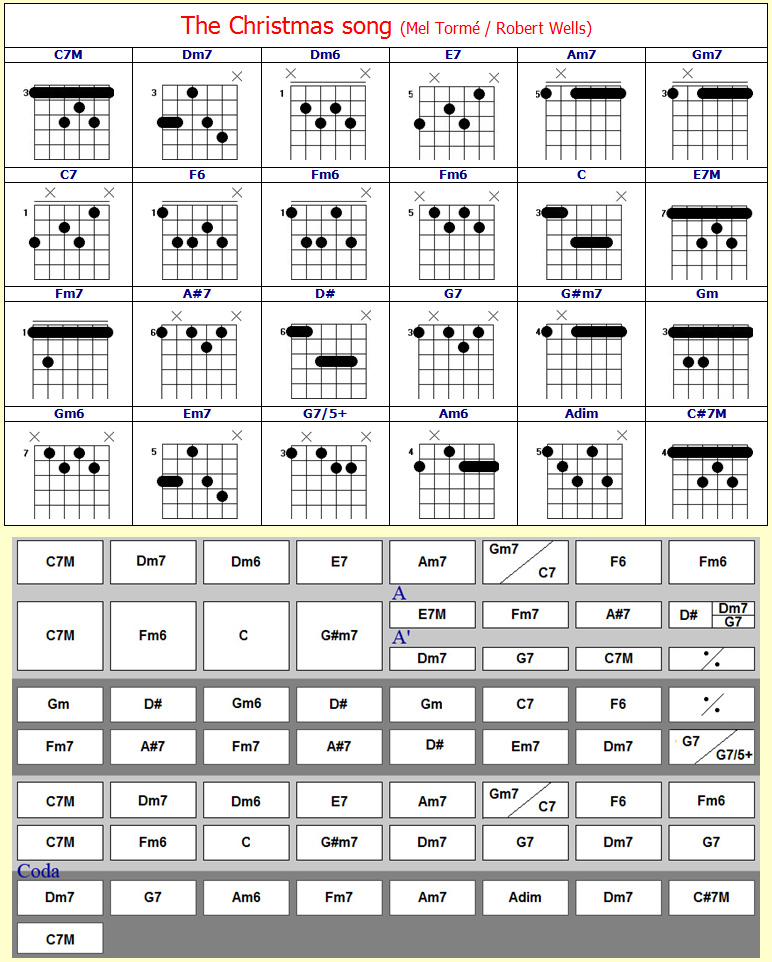 The Christmas song (Mel Tormé / Robert Wells)
C7M Dm7 Dm6 E7 Am7 Gm7
3 3 1 5 5 3
C7 F6 Fm6 Fm6 C E7M
1 1 1 5 3 7
Fm7 A#7 D# G7 G#m7 Gm
1 6 6 3 4 3
Gm6 Em7 G7/5+ Am6 Adim C#7M
7 5 3 4 5 4
C7M Dm7 Dm6 E7 Am7 Gm7 C7 F6 Fm6
A
C7M Fm6 C G#m7 E7M Fm7 A#7 D# Dm7 G7
A'
Dm7 G7 C7M
Gm D# Gm6 D# Gm C7 F6
Fm7 A#7 Fm7 A#7 D# Em7 Dm7 G7 G7/5+
C7M Dm7 Dm6 E7 Am7 Gm7 C7 F6 Fm6
C7M Fm6 C G#m7 Dm7 G7 Dm7 G7
Coda
Dm7 G7 Am6 Fm7 Am7 Adim Dm7 C#7M
C7M